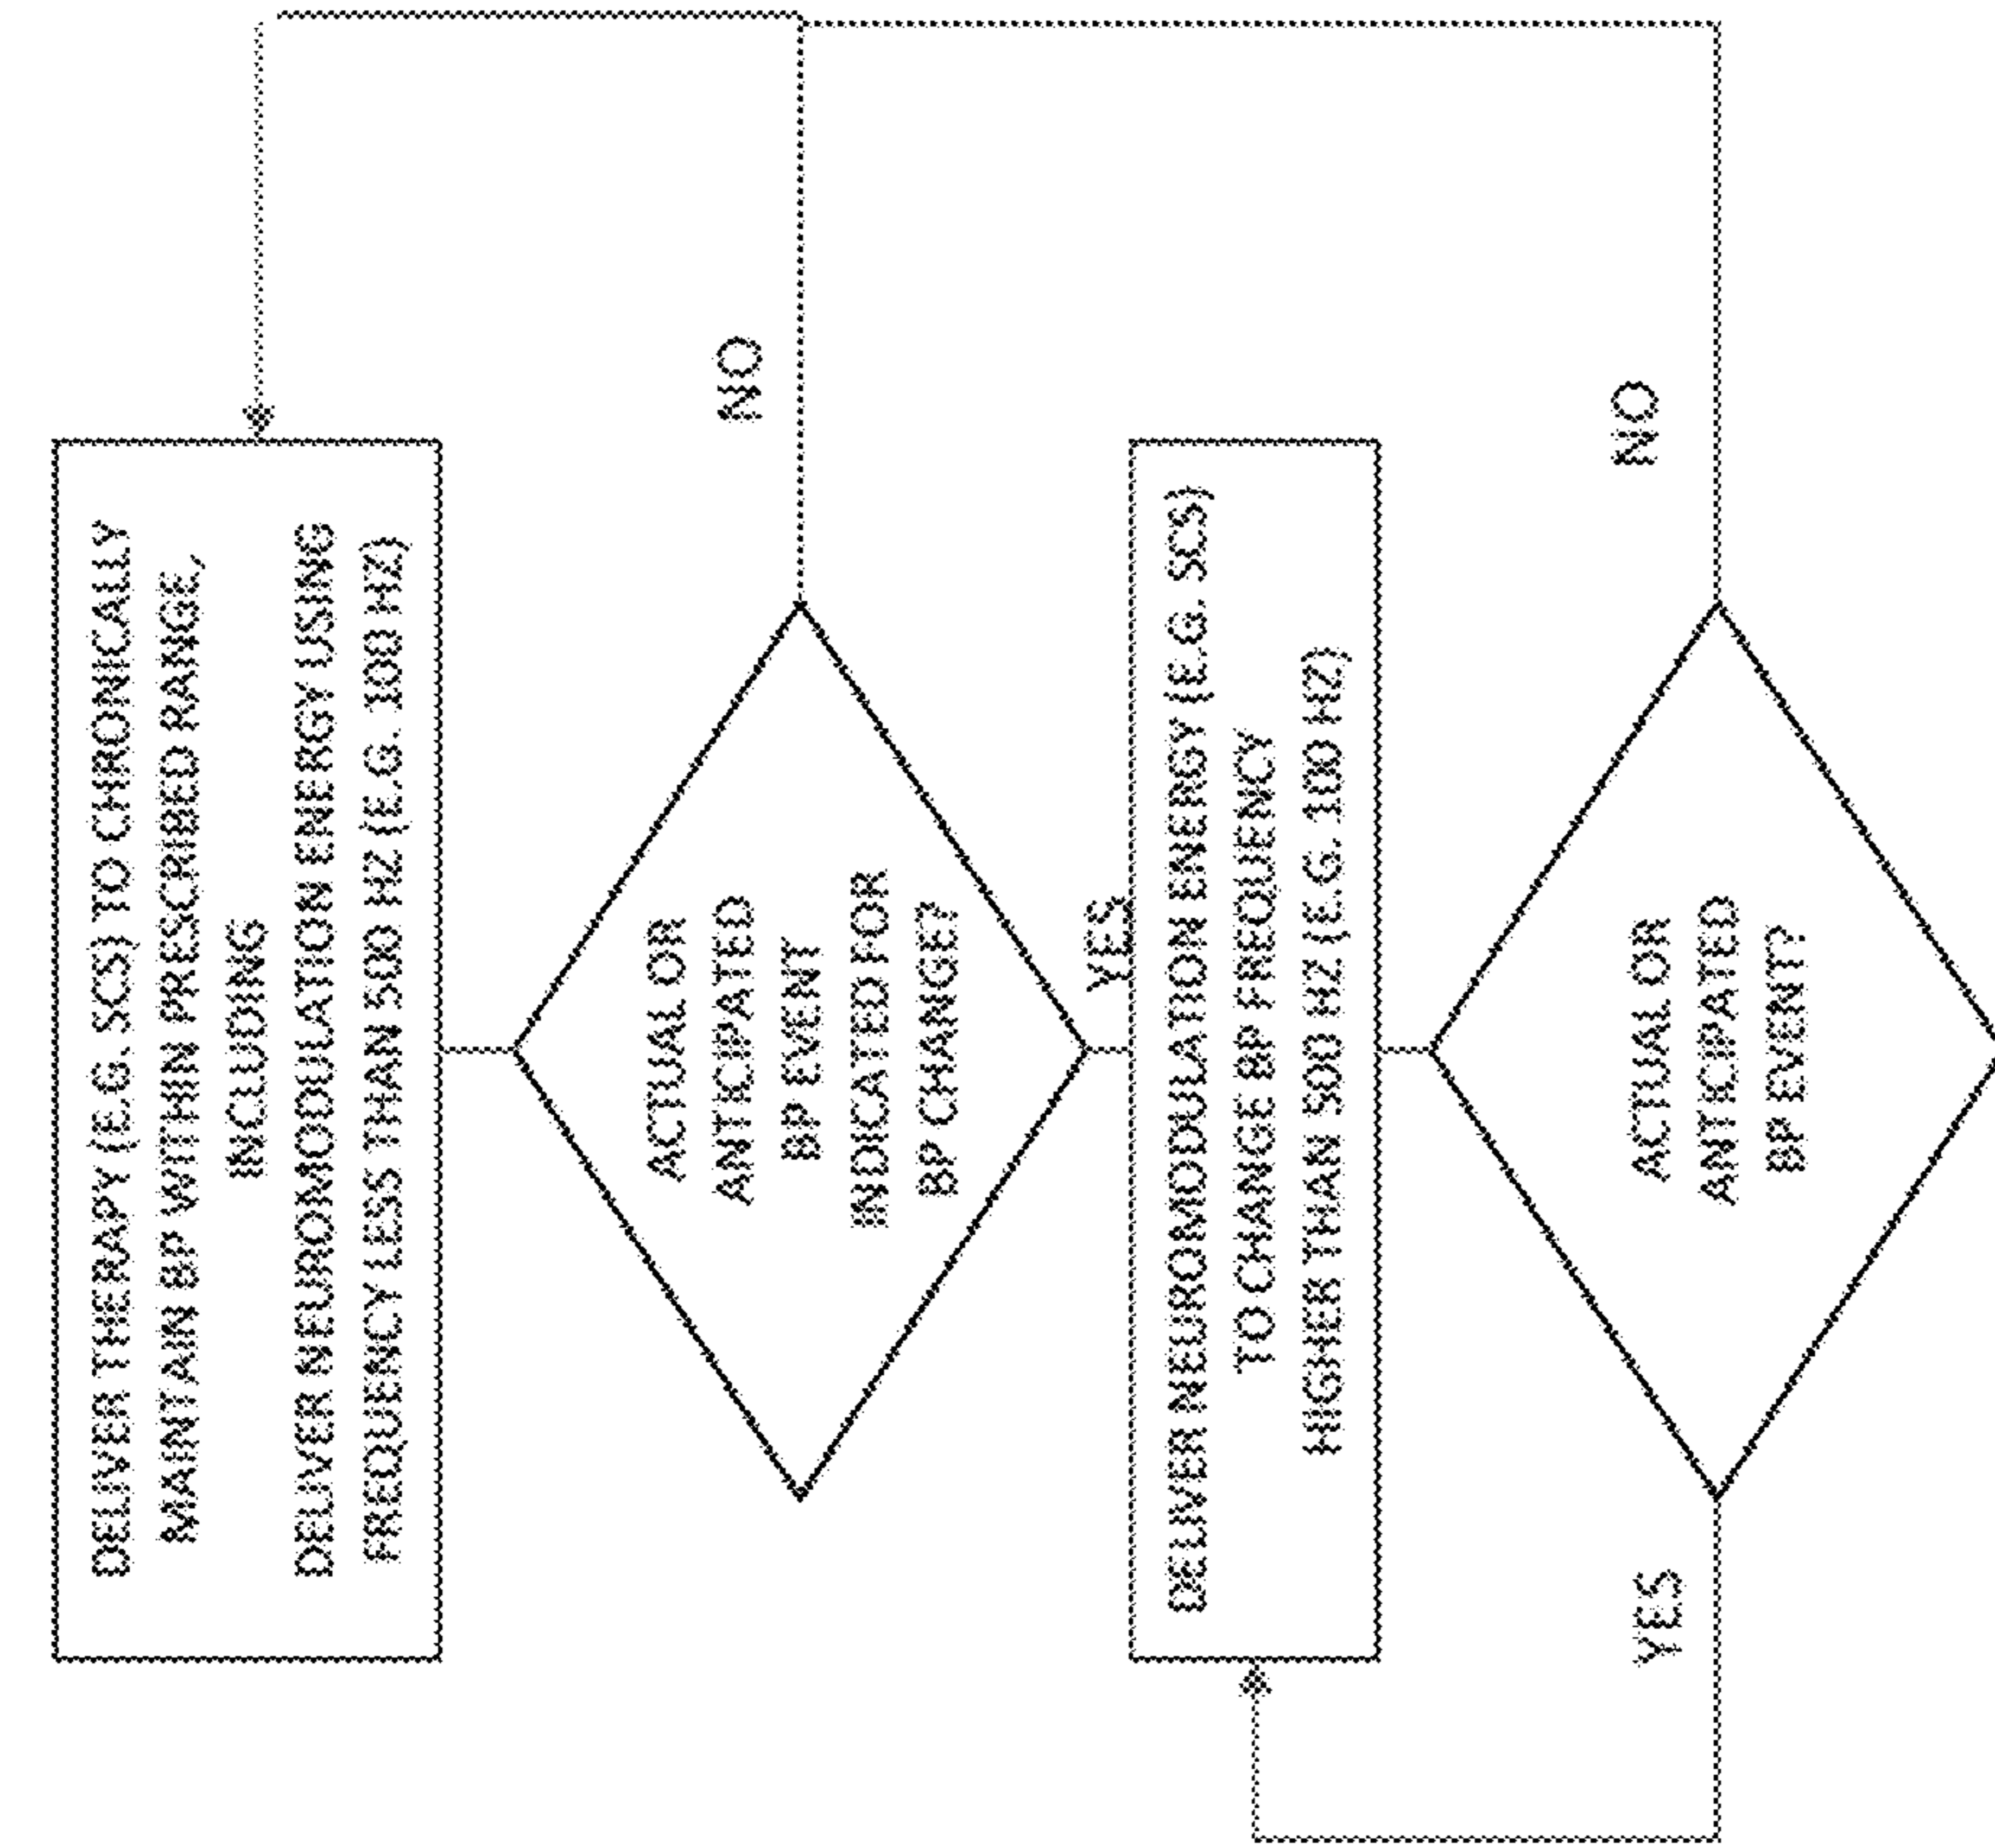 DELIVER THERAPY (E.G. SCS) TO CHRONICALLY
MAINTAIN BP WITHIN PRESCRIBED RANGE,
INCLUDING
DELIVER NEUROMODULATION ENERGY USING
FREQUENCY LESS THAN 500 HZ (E.G. 100 HZ)
NO
ACTUAL OR
ANTICIPATED
BP EVENT
INDICATED FOR
BP CHANGE?
YES
DELIVER NEUROMODULATION ENERGY (E.G. SCS)
TO CHANGE BP FREQUENCY
HIGHER THAN 500 HZ (E.G. 100 HZ)
NO
ACTUAL OR
ANTICIPATED
BP EVENT?
YES